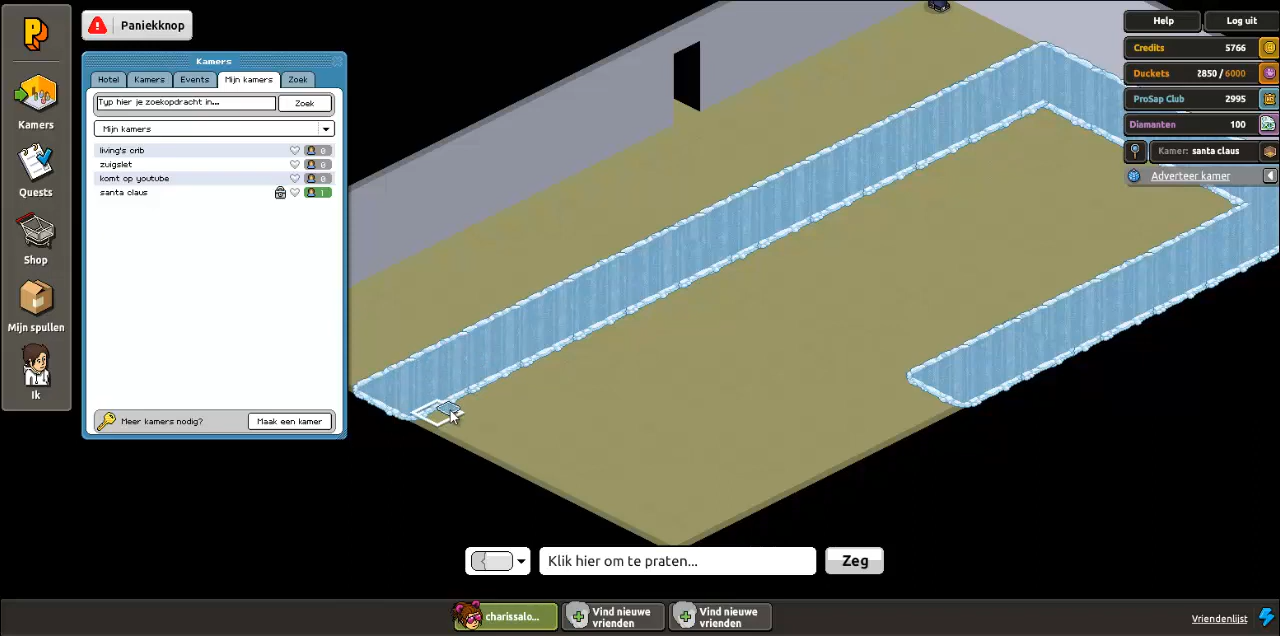 Paniekknop
Kamers
Hotel
Kamers
Events
Mijn kamers
Zoek
Typ hier je zoekopdracht in...
Zoek
Mijn kamers
living's crib
0
zuigslet
0
komt op youtube
0
santa claus
1
Meer kamers nodig?
Maak een kamer
Kamers
Quests
Shop
Mijn spullen
Ik
Help
Log uit
Credits 5766
Duckets 2850 / 6000
ProSap Club 2995
Diamanten 100
Kamer: santa claus
Adverteer kamer
Klik hier om te praten...
Zeg
charissalo...
Vind nieuwe
vrienden
Vind nieuwe
vrienden
Vriendenlijst